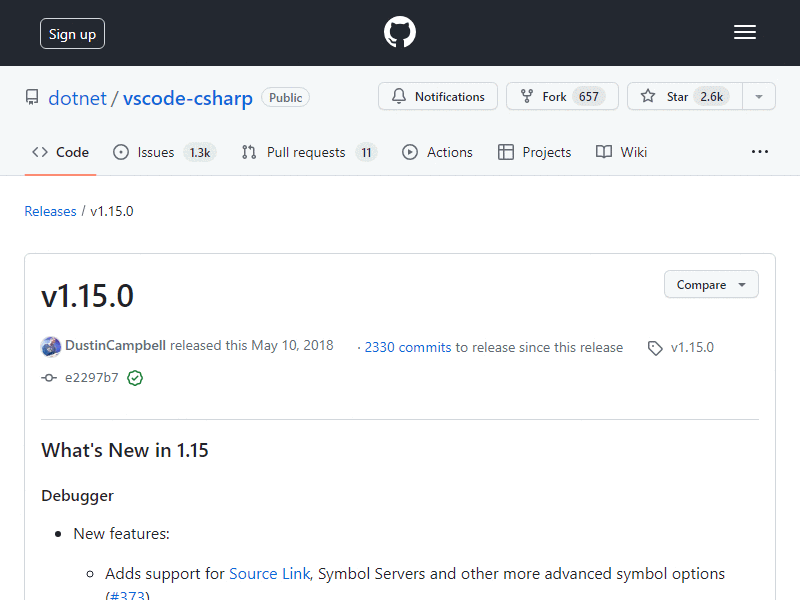 Sign up
dotnet / vscode-csharp Public Notifications Fork 657 Star 2.6k
Code Issues 1.3k Pull requests 11 Actions Projects Wiki
Releases / v1.15.0
v1.15.0
Compare
DustinCampbell released this May 10, 2018 · 2330 commits to release since this release v1.15.0
e2297b7
What's New in 1.15
Debugger
New features:
Adds support for Source Link, Symbol Servers and other more advanced symbol options
(#373)